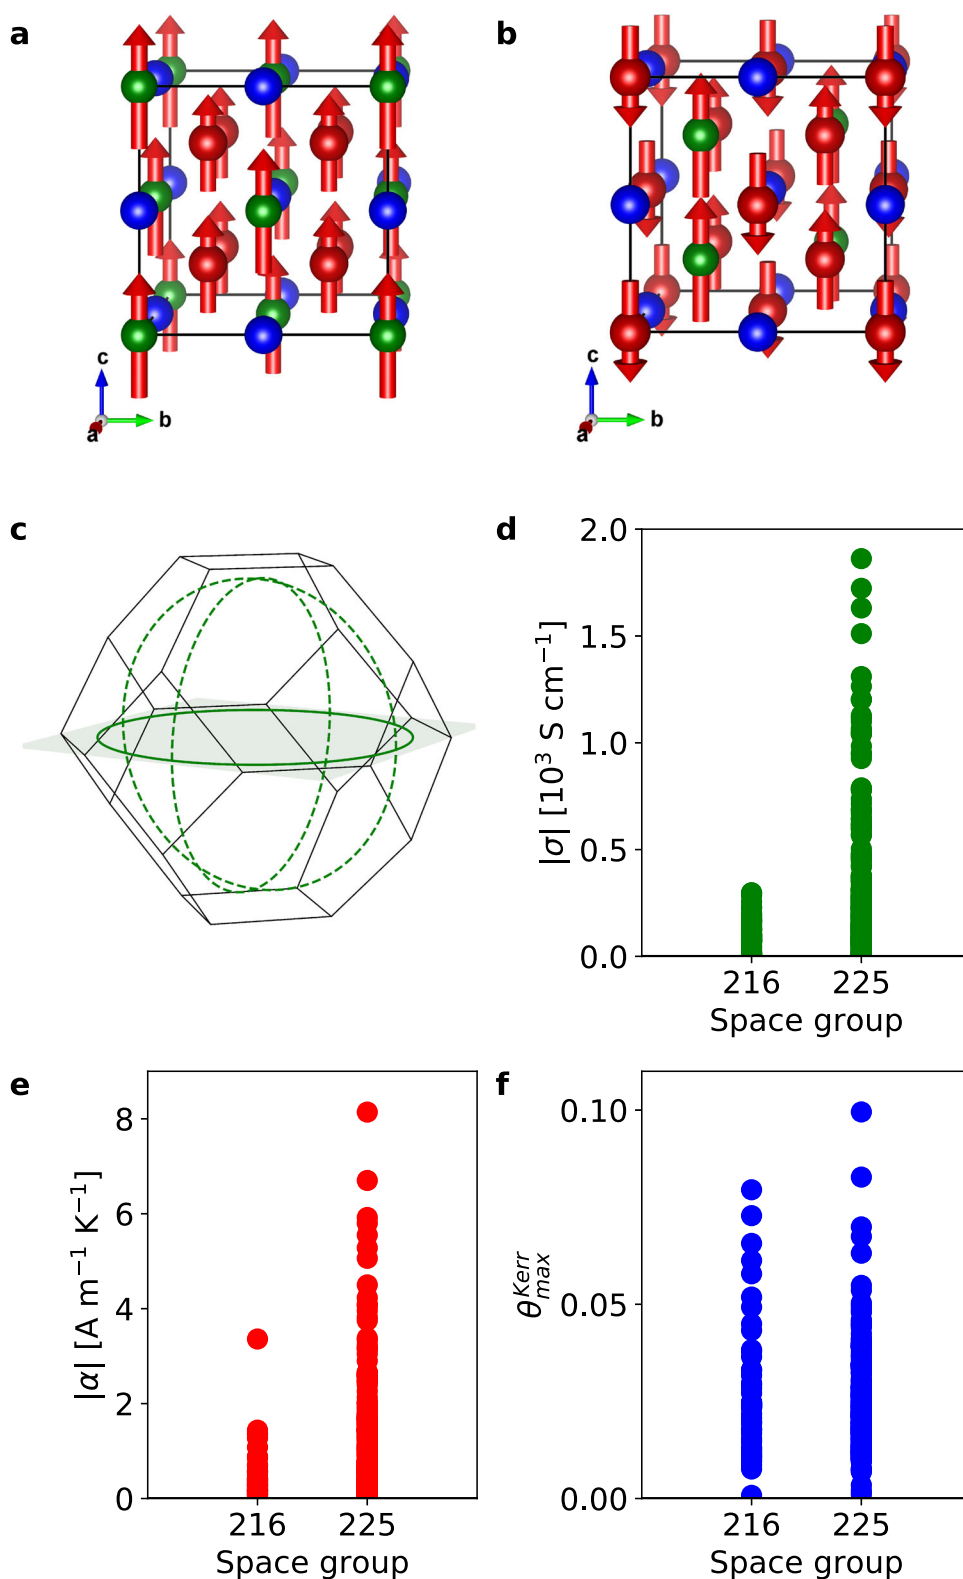 a
b
c
b
a
c
b
a
c
d
2.0
1.5
1.0
0.5
0.0
|σ| [10³ S cm⁻¹]
216 225
Space group
e
8
6
4
2
0
|α| [A m⁻¹ K⁻¹]
216 225
Space group
f
0.10
0.05
0.00
θ_max^Kerr
216 225
Space group